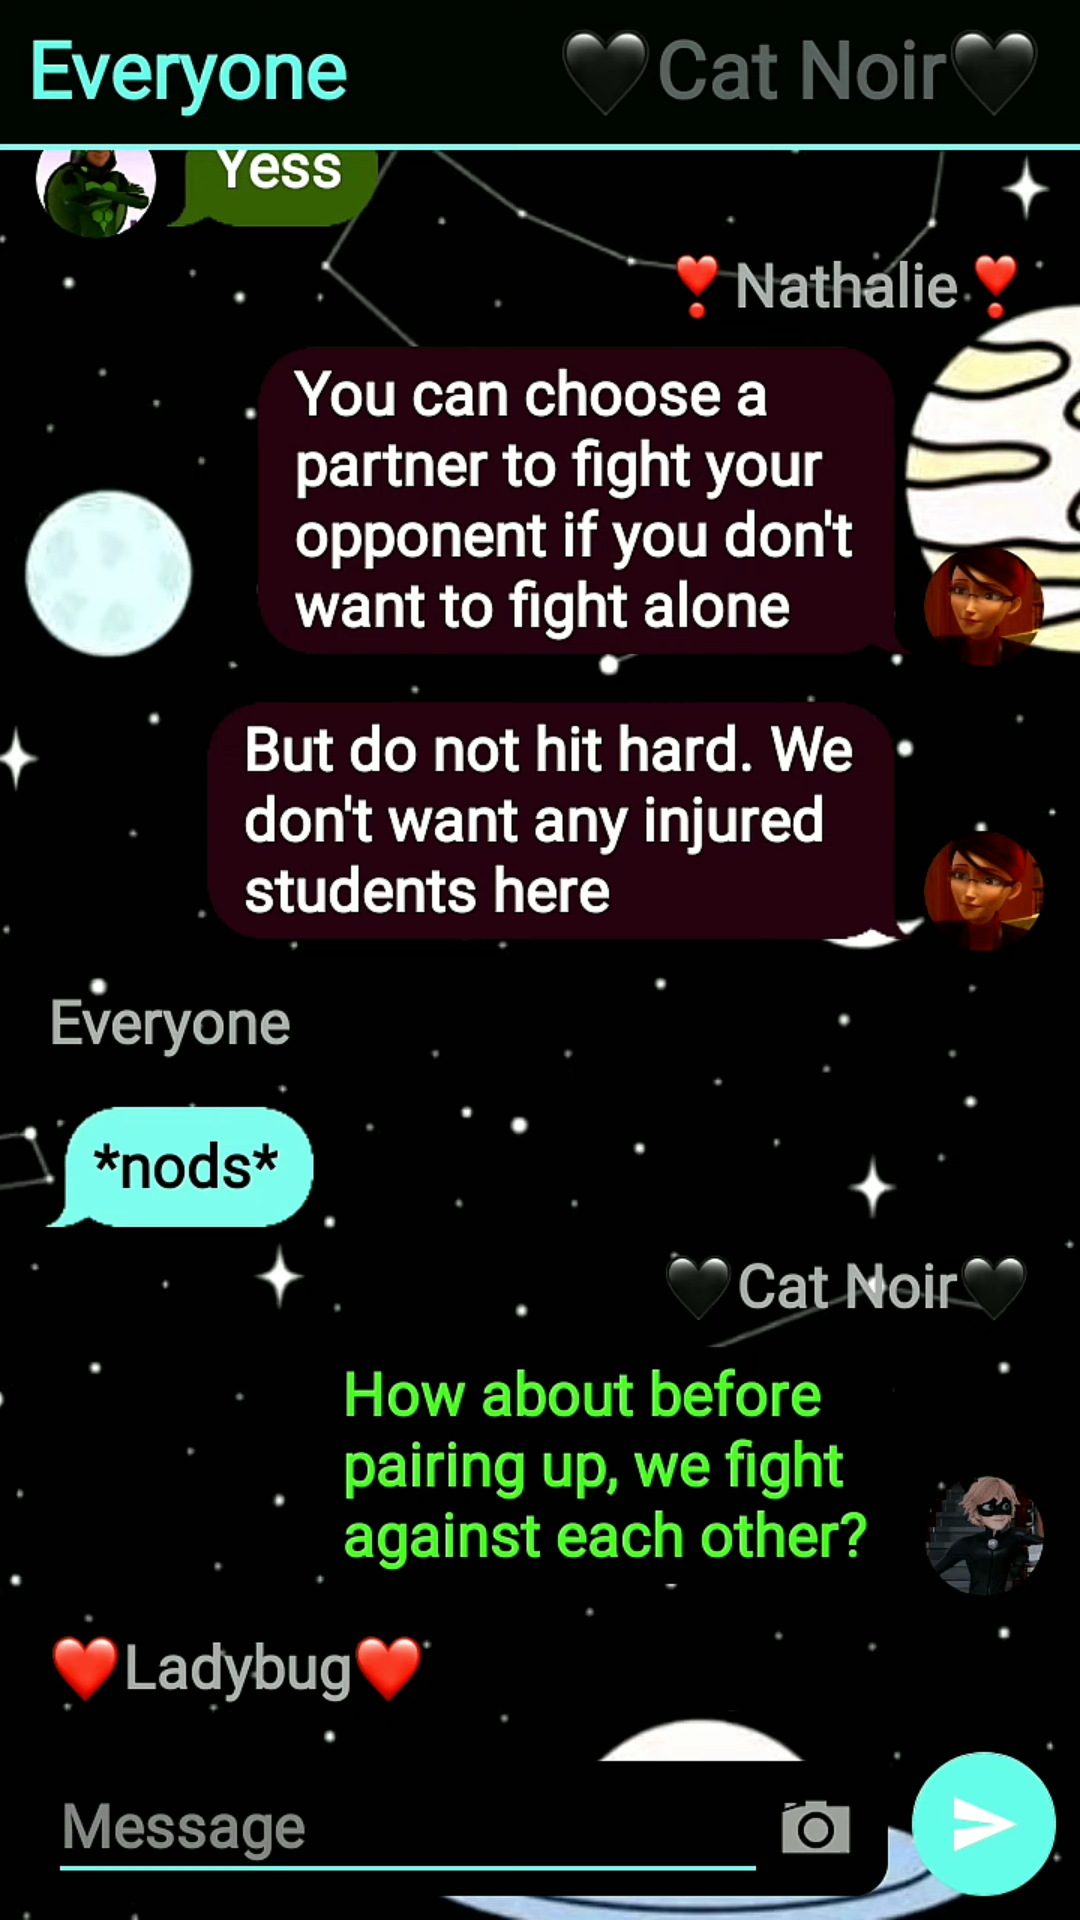 Everyone 🖤Cat Noir🖤
Yess
❣️Nathalie❣️
You can choose a
partner to fight your
opponent if you don't
want to fight alone
But do not hit hard. We
don't want any injured
students here
Everyone
*nods*
🖤Cat Noir🖤
How about before
pairing up, we fight
against each other?
❤️Ladybug❤️
Message